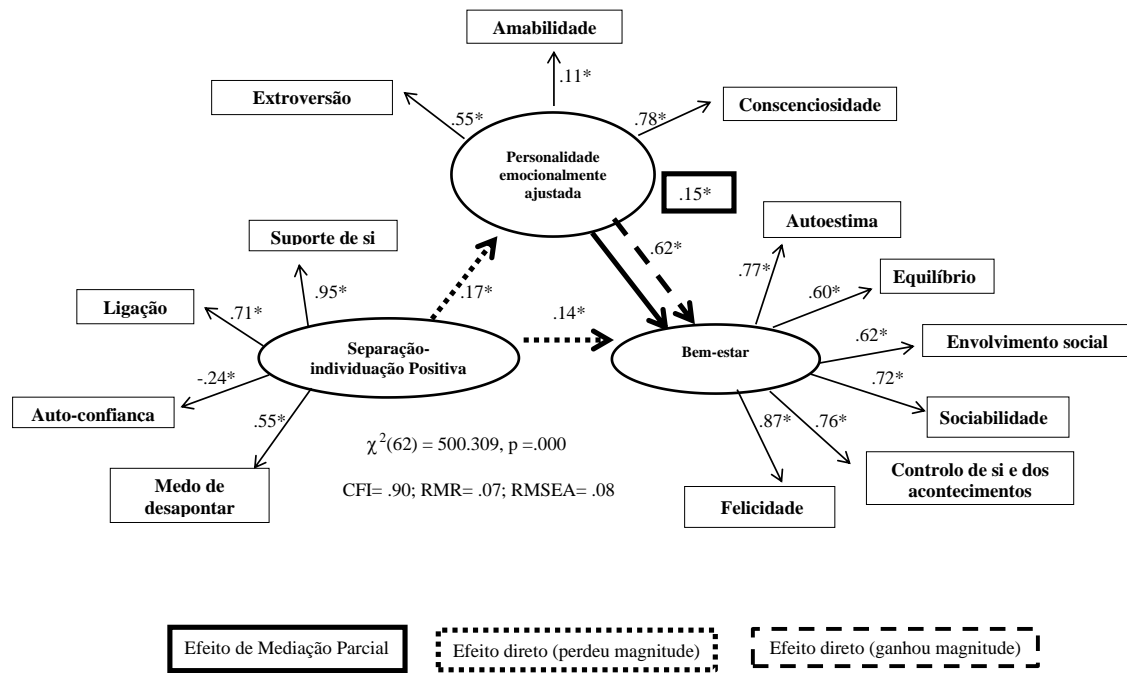 Amabilidade
.11*
Extroversão
.55*
Conscenciosidade
.78*
Personalidade
emocionalmente
ajustada
.15*
Autoestima
.77*
Suporte de si
.95*
.62*
Equilíbrio
.60*
Ligação
.71*
.17*
.14*
Envolvimento social
.62*
Separação-
individuação Positiva
Bem-estar
Auto-confiança
-.24*
Sociabilidade
.72*
.55*
.87*
.76*
χ2(62) = 500.309, p =.000
Medo de
desapontar
CFI= .90; RMR= .07; RMSEA= .08
Felicidade
Controlo de si e dos
acontecimentos
Efeito de Mediação Parcial
Efeito direto (perdeu magnitude)
Efeito direto (ganhou magnitude)